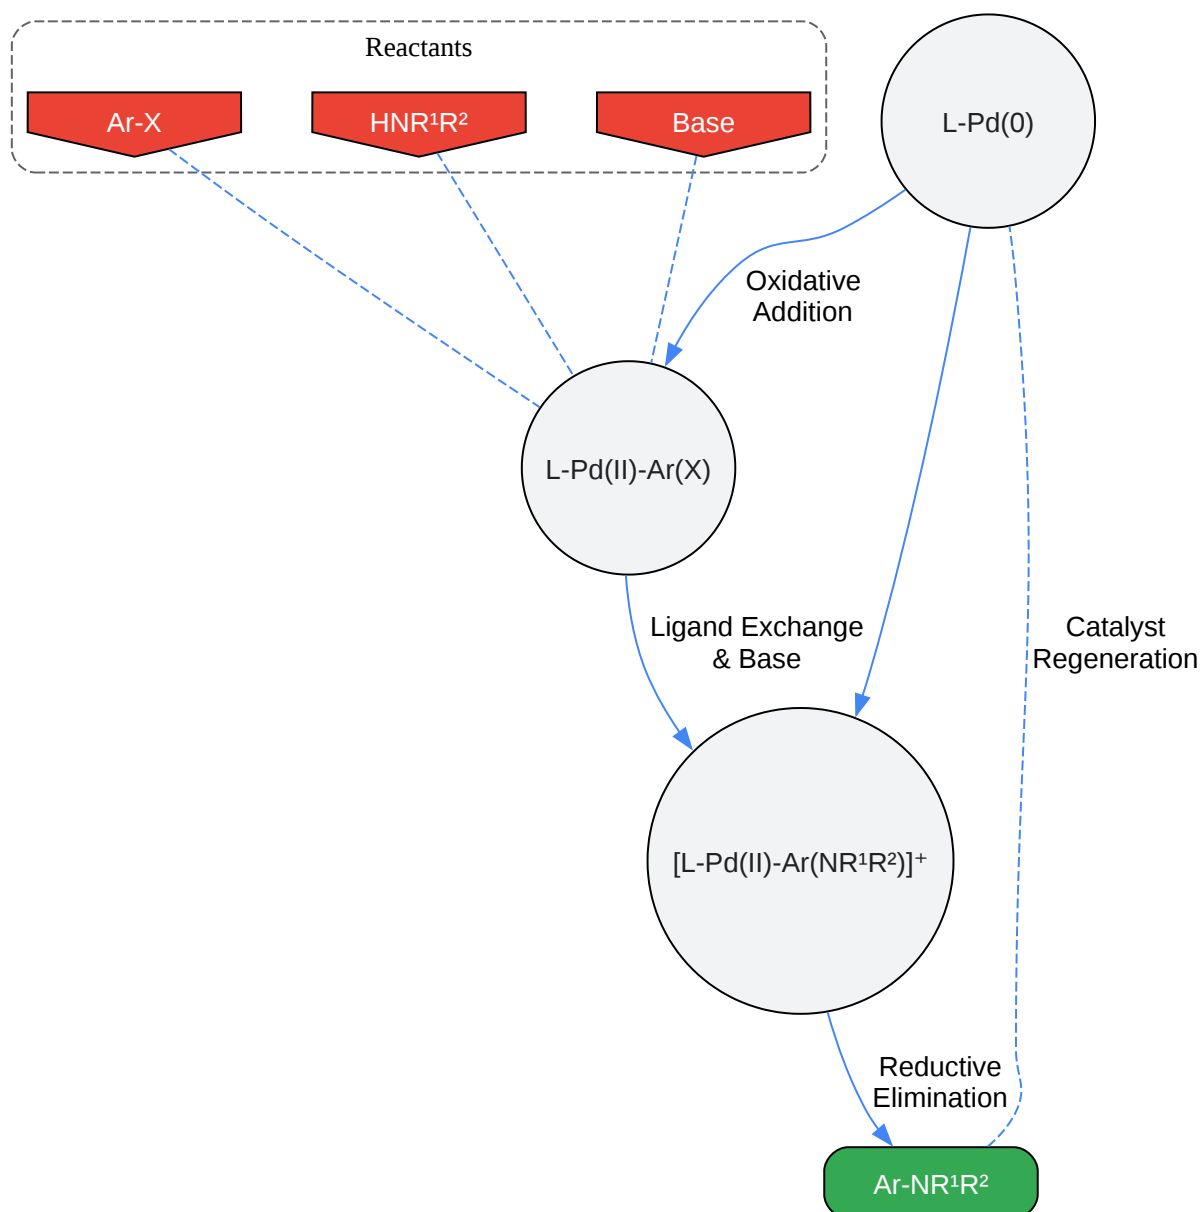 Reactants
Ar-X
HNR¹R²
Base
L-Pd(0)
Oxidative
Addition
L-Pd(II)-Ar(X)
Ligand Exchange
& Base
Catalyst
Regeneration
[L-Pd(II)-Ar(NR¹R²)]⁺
Reductive
Elimination
Ar-NR¹R²